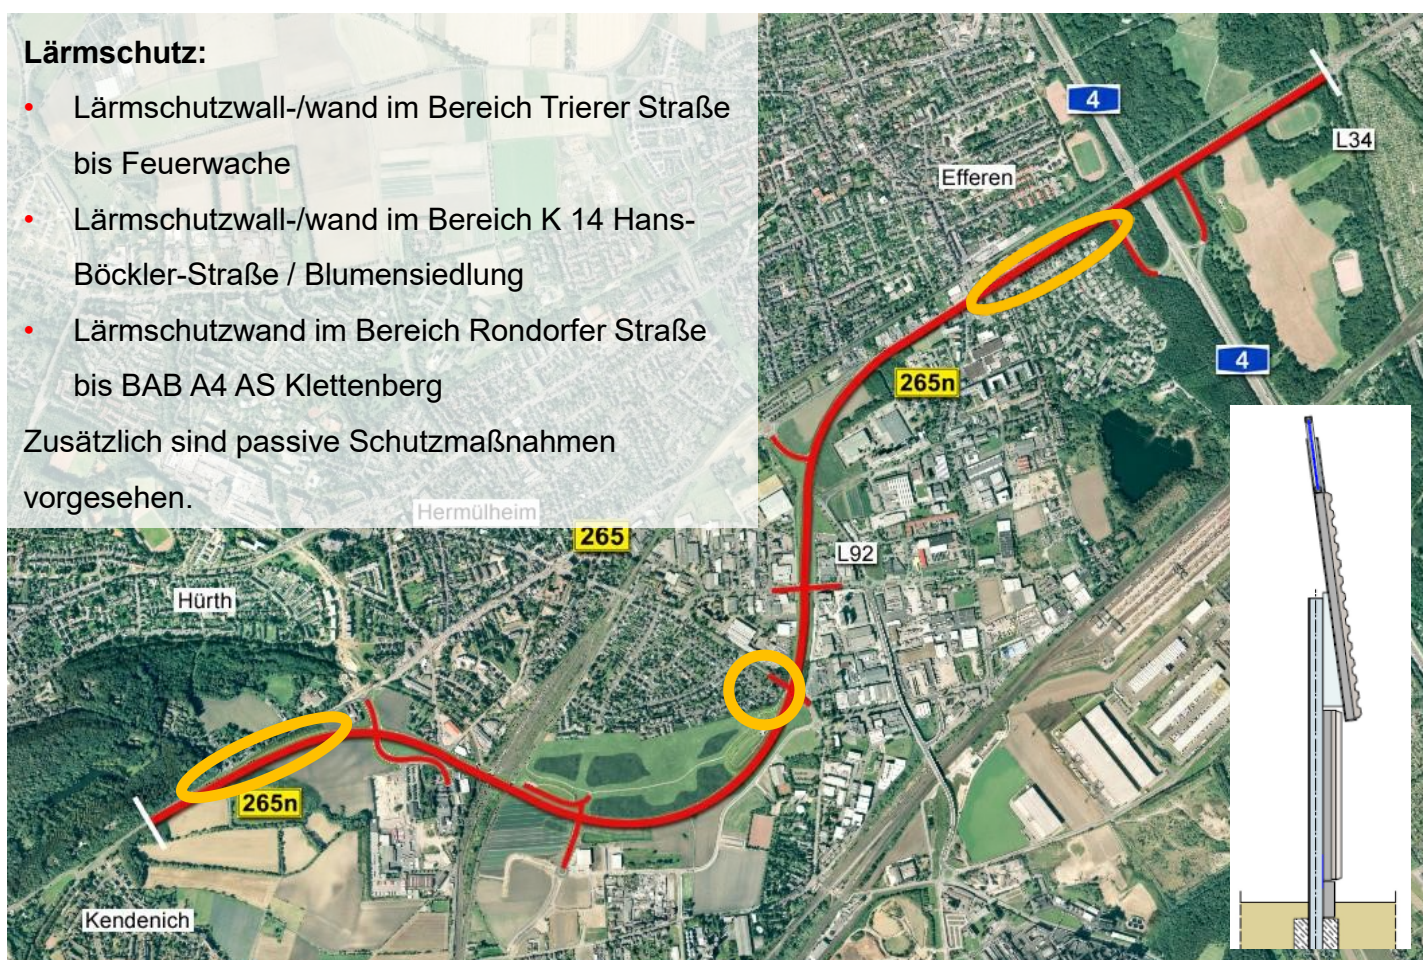 Lärmschutz:
• Lärmschutzwall-/wand im Bereich Trierer Straße
bis Feuerwache
• Lärmschutzwall-/wand im Bereich K 14 Hans-
Böckler-Straße / Blumensiedlung
• Lärmschutzwand im Bereich Rondorfer Straße
bis BAB A4 AS Klettenberg
Zusätzlich sind passive Schutzmaßnahmen
vorgesehen.
4
L34
Efferen
4
265n
Hermülheim
265
L92
Hürth
265n
Kendenich